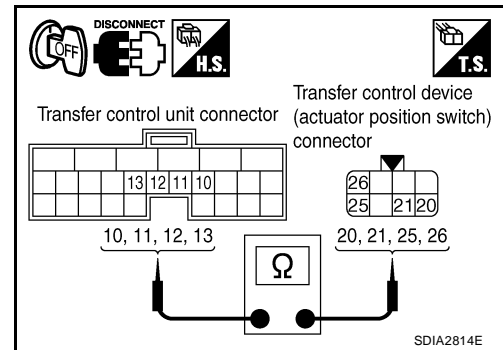 OFF
DISCONNECT
H.S.
T.S.
Transfer control unit connector
Transfer control device
(actuator position switch)
connector
13 12 11 10
26
25 21 20
10, 11, 12, 13
20, 21, 25, 26
Ω
SDIA2814E